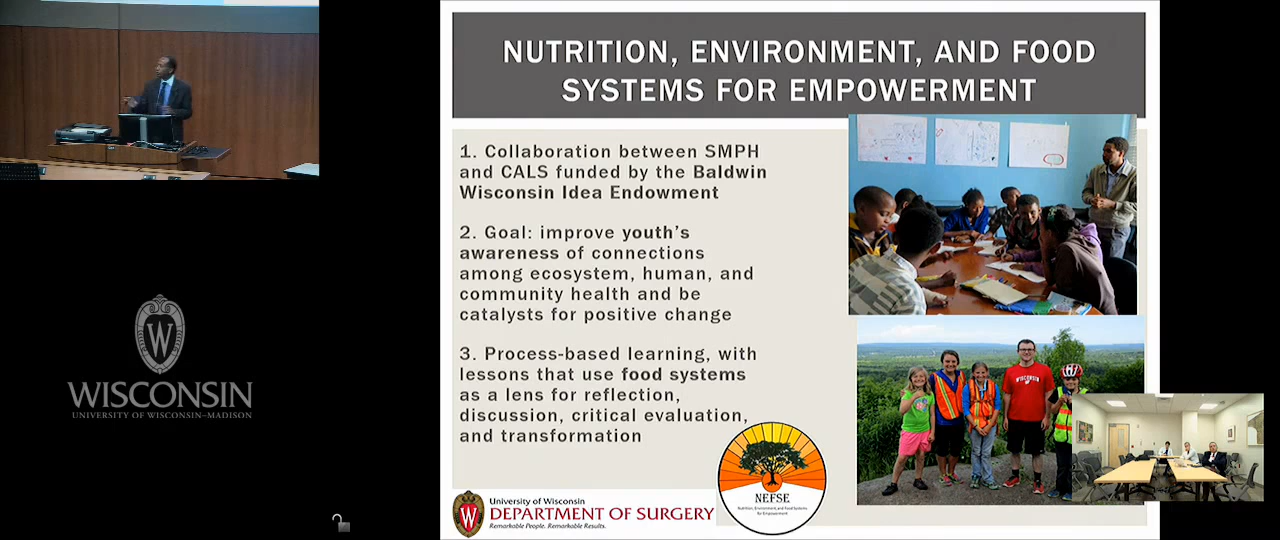 NUTRITION, ENVIRONMENT, AND FOOD
SYSTEMS FOR EMPOWERMENT
1. Collaboration between SMPH
and CALS funded by the Baldwin
Wisconsin Idea Endowment
2. Goal: improve youth's
awareness of connections
among ecosystem, human, and
community health and be
catalysts for positive change
3. Process-based learning, with
lessons that use food systems
as a lens for reflection,
discussion, critical evaluation,
and transformation
WISCONSIN
W
WISCONSIN
UNIVERSITY OF WISCONSIN–MADISON
W
University of Wisconsin
DEPARTMENT OF SURGERY
Remarkable People. Remarkable Results.
NEFSE
Nutrition, Environment, and Food Systems
for Empowerment